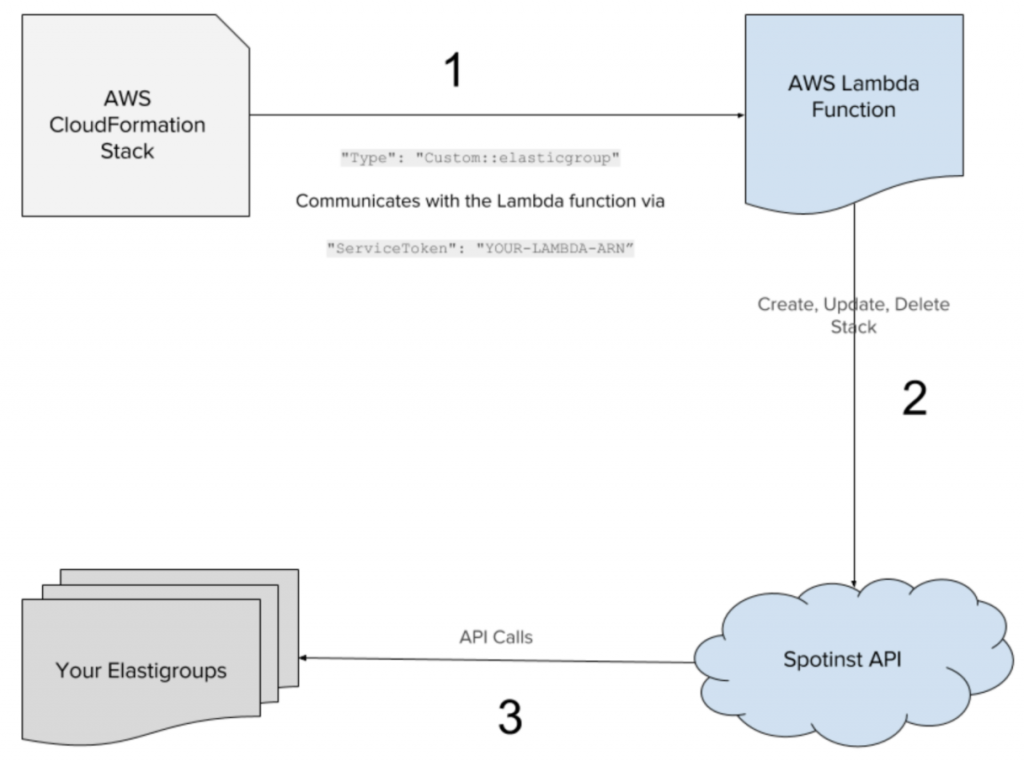 AWS
CloudFormation
Stack
1
"Type": "Custom::elasticgroup"
Communicates with the Lambda function via
"ServiceToken": "YOUR-LAMBDA-ARN”
AWS Lambda
Function
Create, Update, Delete
Stack
2
Spotinst API
API Calls
3
Your Elastigroups